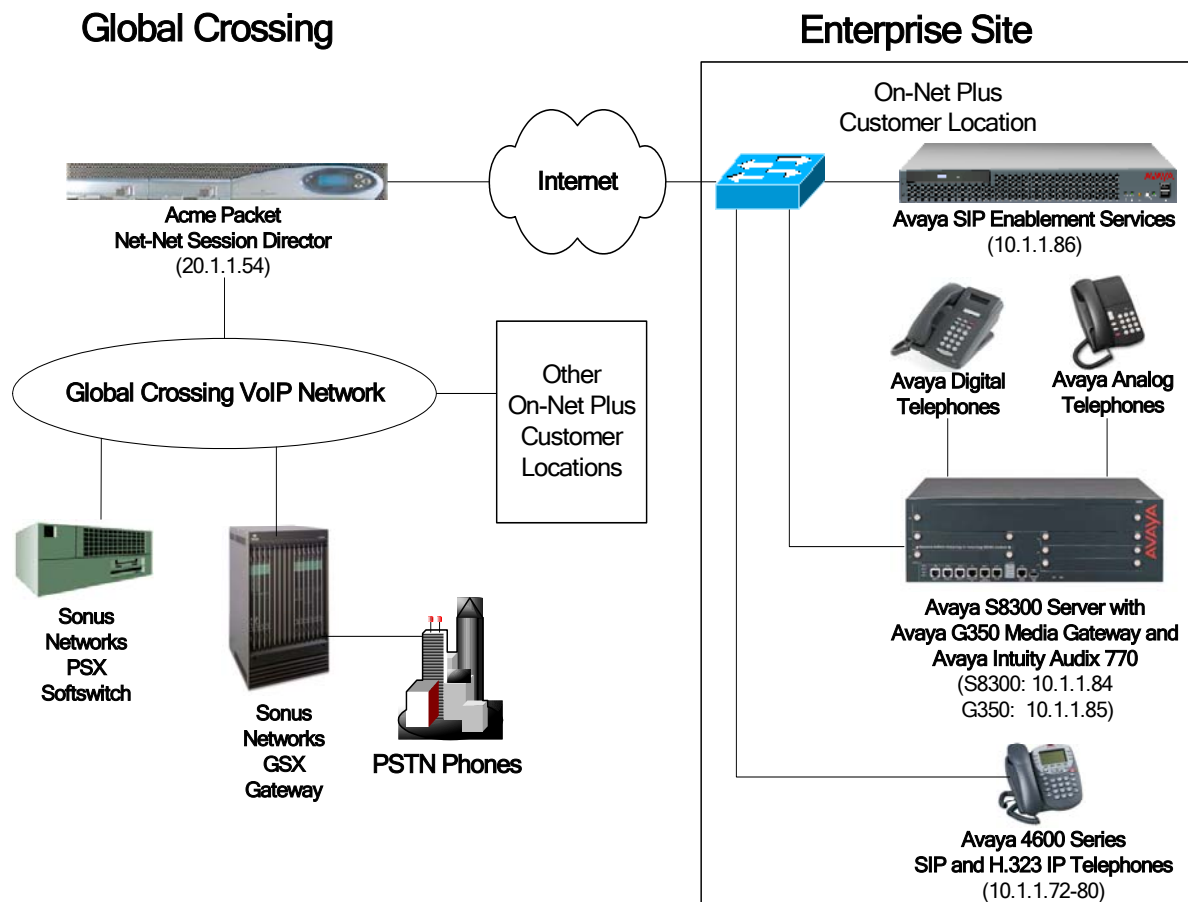 Global Crossing
Enterprise Site
On-Net Plus
Customer Location
Acme Packet
Net-Net Session Director
(20.1.1.54)
Internet
AVAYA
Avaya SIP Enablement Services
(10.1.1.86)
Global Crossing VoIP Network
Other
On-Net Plus
Customer
Locations
Avaya Digital
Telephones
Avaya Analog
Telephones
AVAYA
Sonus
Networks
PSX
Softswitch
Sonus
Networks
GSX
Gateway
PSTN Phones
Avaya S8300 Server with
Avaya G350 Media Gateway and
Avaya Intuity Audix 770
(S8300: 10.1.1.84
G350: 10.1.1.85)
Avaya 4600 Series
SIP and H.323 IP Telephones
(10.1.1.72-80)